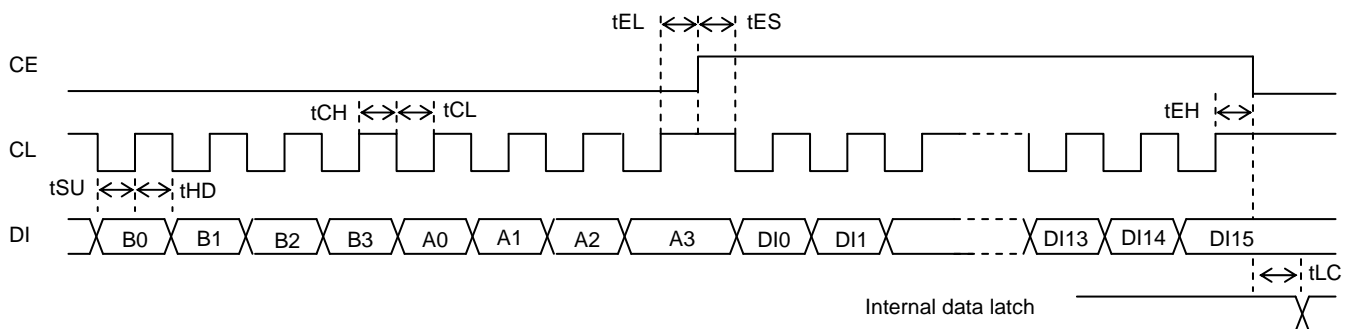 tEL tES
CE
tCH tCL tEH
CL
tSU tHD
DI B0 B1 B2 B3 A0 A1 A2 A3 DI0 DI1 DI13 DI14 DI15
tLC
Internal data latch